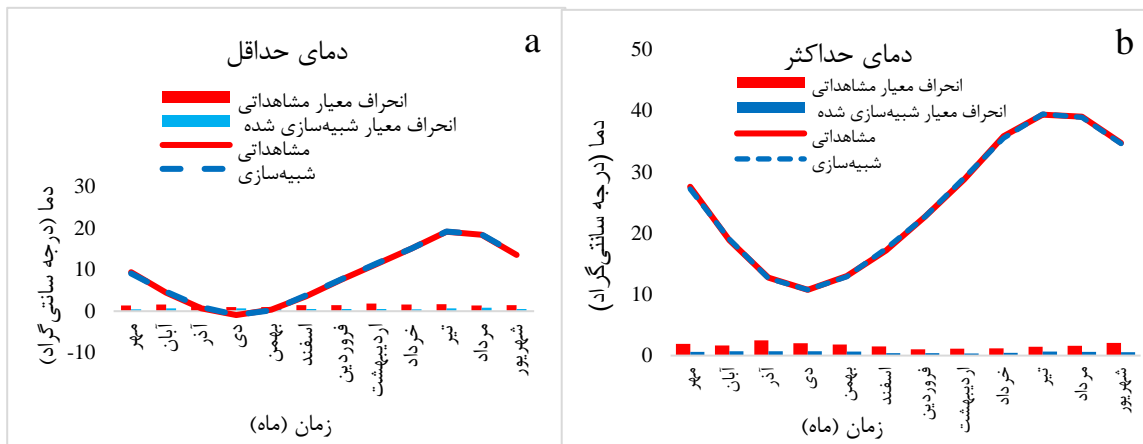 a
دمای حداقل
انحراف معیار مشاهداتی
انحراف معیار شبیه‌سازی شده
مشاهداتی
شبیه‌سازی
دما (درجه سانتی‌گراد)
30
20
10
0
-10
مهر
آبان
آذر
دی
بهمن
اسفند
فروردین
اردیبهشت
خرداد
تیر
مرداد
شهریور
زمان (ماه)
b
دمای حداکثر
انحراف معیار مشاهداتی
انحراف معیار شبیه‌سازی شده
مشاهداتی
شبیه‌سازی
دما (درجه سانتی‌گراد)
50
40
30
20
10
0
مهر
آبان
آذر
دی
بهمن
اسفند
فروردین
اردیبهشت
خرداد
تیر
مرداد
شهریور
زمان (ماه)